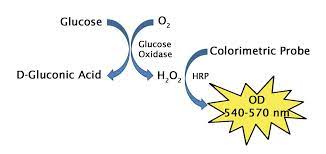 Glucose
O₂
Glucose
Oxidase
Colorimetric Probe
D-Gluconic Acid
H₂O₂
HRP
OD
540-570 nm